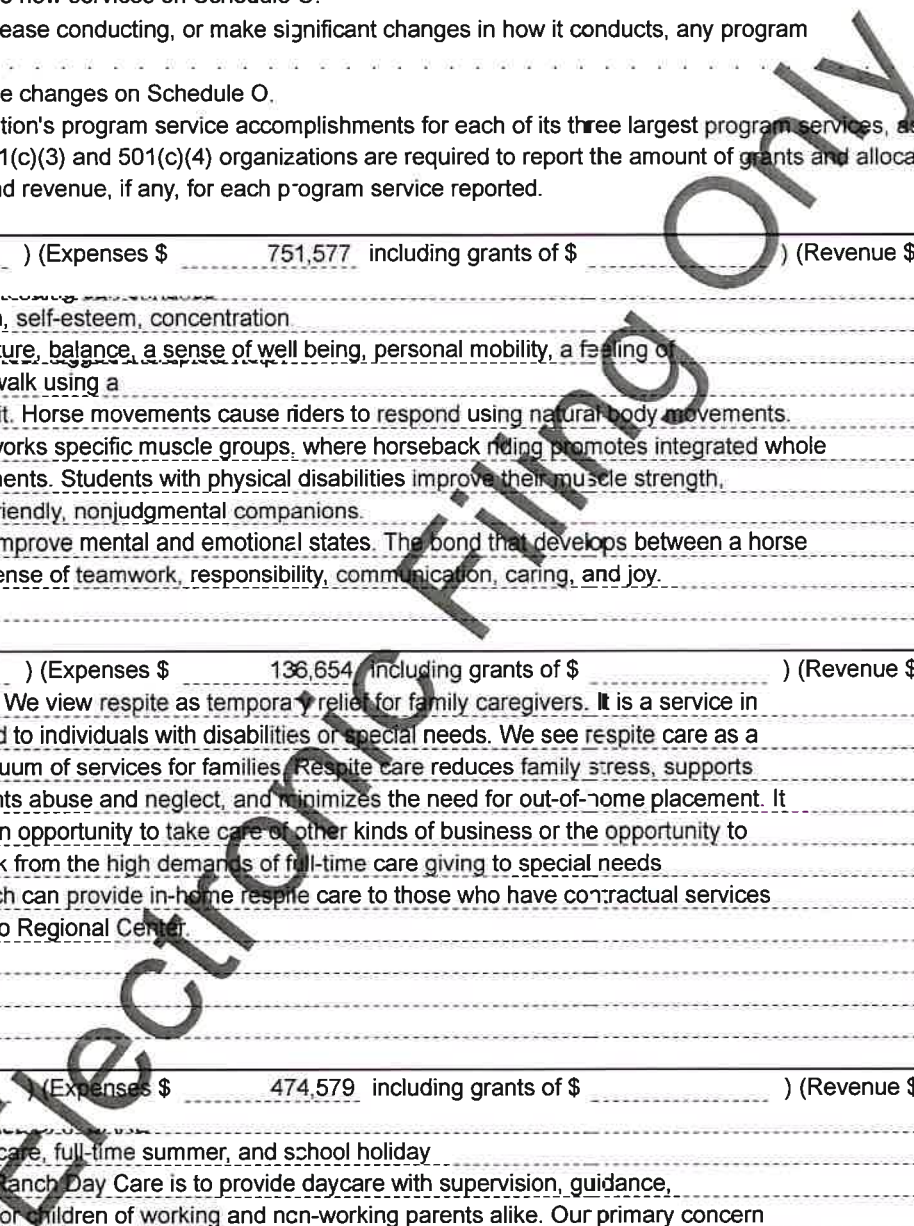 ease conducting, or make significant changes in how it conducts, any program
e changes on Schedule O.
tion's program service accomplishments for each of its three largest program services, as
1(c)(3) and 501(c)(4) organizations are required to report the amount of grants and alloca
nd revenue, if any, for each program service reported.
) (Expenses $ 751,577 including grants of $ ) (Revenue $
, self-esteem, concentration
ture, balance, a sense of well being, personal mobility, a feeling of
walk using a
it. Horse movements cause riders to respond using natural body movements.
works specific muscle groups. where horseback riding promotes integrated whole
nents. Students with physical disabilities improve their muscle strength,
riendly, nonjudgmental companions.
mprove mental and emotional states. The bond that develops between a horse
ense of teamwork, responsibility, communication, caring, and joy.
) (Expenses $ 136,654 including grants of $ ) (Revenue $
We view respite as temporary relief for family caregivers. It is a service in
d to individuals with disabilities or special needs. We see respite care as a
uum of services for families. Respite care reduces family stress, supports
nts abuse and neglect, and minimizes the need for out-of-home placement. It
n opportunity to take care of other kinds of business or the opportunity to
k from the high demands of full-time care giving to special needs
ch can provide in-home respite care to those who have contractual services
o Regional Center.
) (Expenses $ 474,579 including grants of $ ) (Revenue $
care, full-time summer, and school holiday
Ranch Day Care is to provide daycare with supervision, guidance,
or children of working and non-working parents alike. Our primary concern
Electronic Filing Only